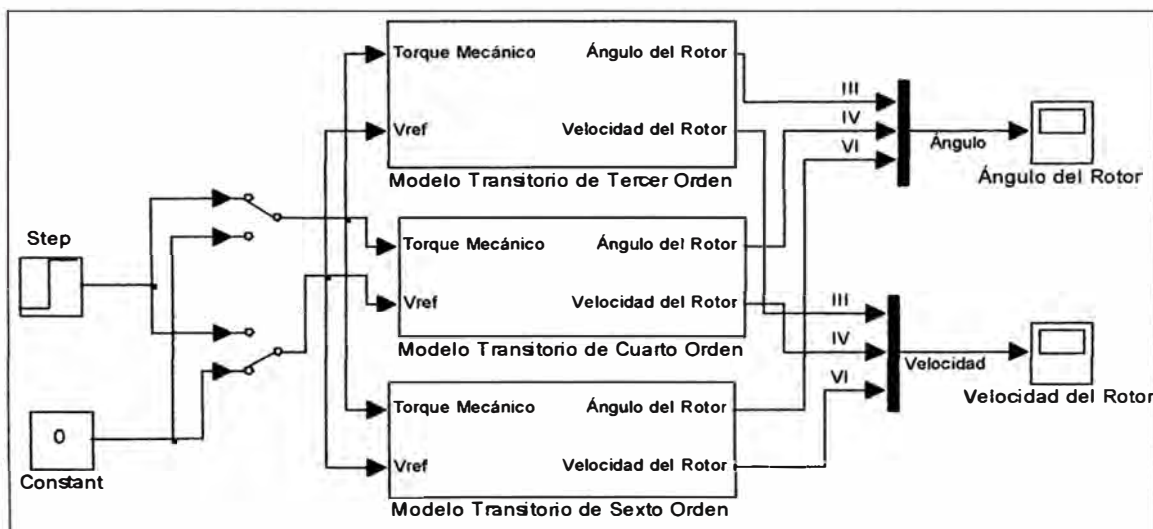 Torque Mecánico
Ángulo del Rotor
Vref
Velocidad del Rotor
Modelo Transitorio de Tercer Orden
III
IV
VI
Ángulo
Ángulo del Rotor
Step
Torque Mecánico
Ángulo del Rotor
Vref
Velocidad del Rotor
Modelo Transitorio de Cuarto Orden
III
IV
VI
Velocidad
Velocidad del Rotor
0
Constant
Torque Mecánico
Ángulo del Rotor
Vref
Velocidad del Rotor
Modelo Transitorio de Sexto Orden